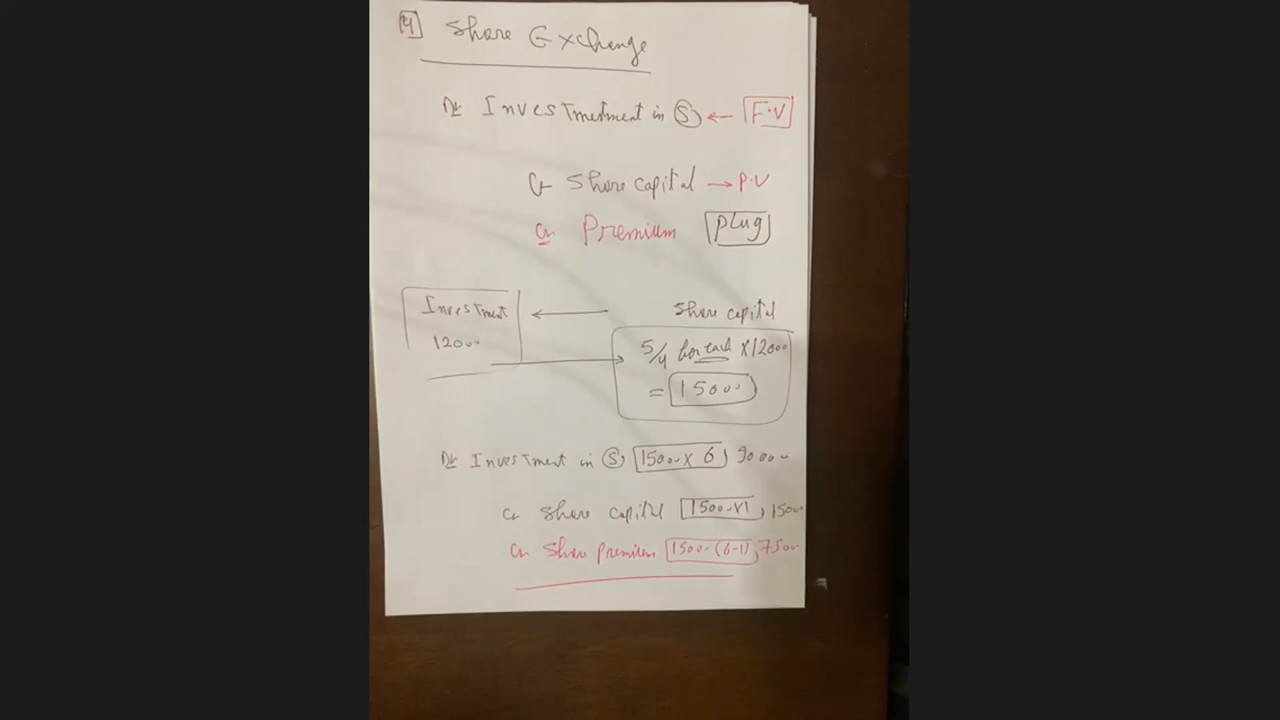 4 Share Exchange
Dr Investment in S ← F.V
Cr Share capital → P.V
Cr Premium Plug
Investment
12000
Share capital
5/4 for each X 12000
= 15000
Dr Investment in S 15000 X 6, 90000
Cr Share capital 15000 X 1, 15000
Cr Share premium 15000 (6-1), 75000